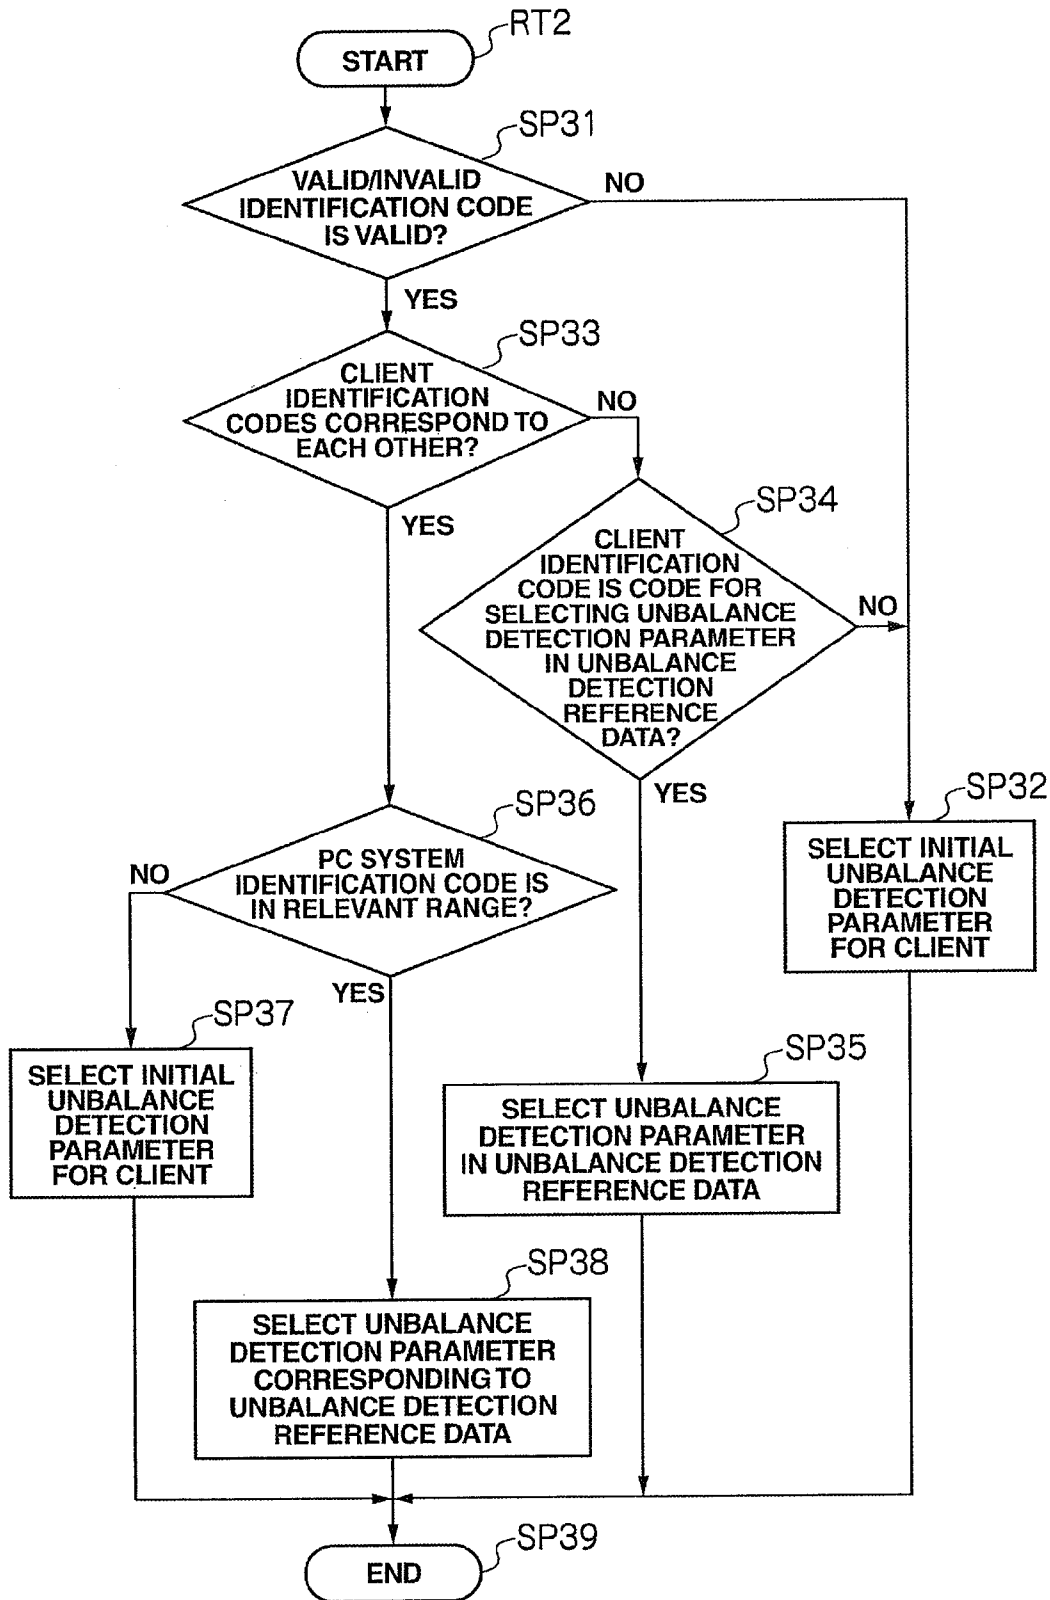 RT2
START
SP31
VALID/INVALID
IDENTIFICATION CODE
IS VALID?
NO
YES
SP33
CLIENT
IDENTIFICATION
CODES CORRESPOND TO
EACH OTHER?
NO
YES
SP34
CLIENT
IDENTIFICATION
CODE IS CODE FOR
SELECTING UNBALANCE
DETECTION PARAMETER
IN UNBALANCE
DETECTION
REFERENCE
DATA?
NO
YES
SP36
PC SYSTEM
IDENTIFICATION CODE IS
IN RELEVANT RANGE?
NO
YES
SP32
SELECT INITIAL
UNBALANCE
DETECTION
PARAMETER
FOR CLIENT
SP37
SELECT INITIAL
UNBALANCE
DETECTION
PARAMETER
FOR CLIENT
SP35
SELECT UNBALANCE
DETECTION PARAMETER
IN UNBALANCE DETECTION
REFERENCE DATA
SP38
SELECT UNBALANCE
DETECTION PARAMETER
CORRESPONDING TO
UNBALANCE DETECTION
REFERENCE DATA
SP39
END